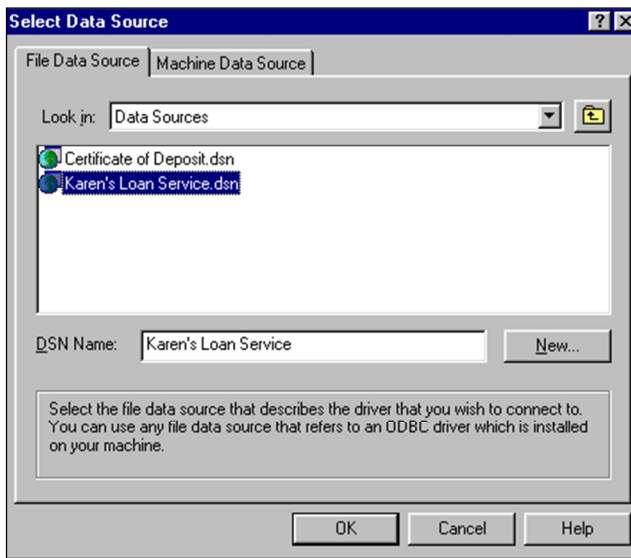 Select Data Source
File Data Source Machine Data Source
Look in: Data Sources
Certificate of Deposit.dsn
Karen's Loan Service.dsn
DSN Name: Karen's Loan Service New...
Select the file data source that describes the driver that you wish to connect to.
You can use any file data source that refers to an ODBC driver which is installed
on your machine.
OK Cancel Help